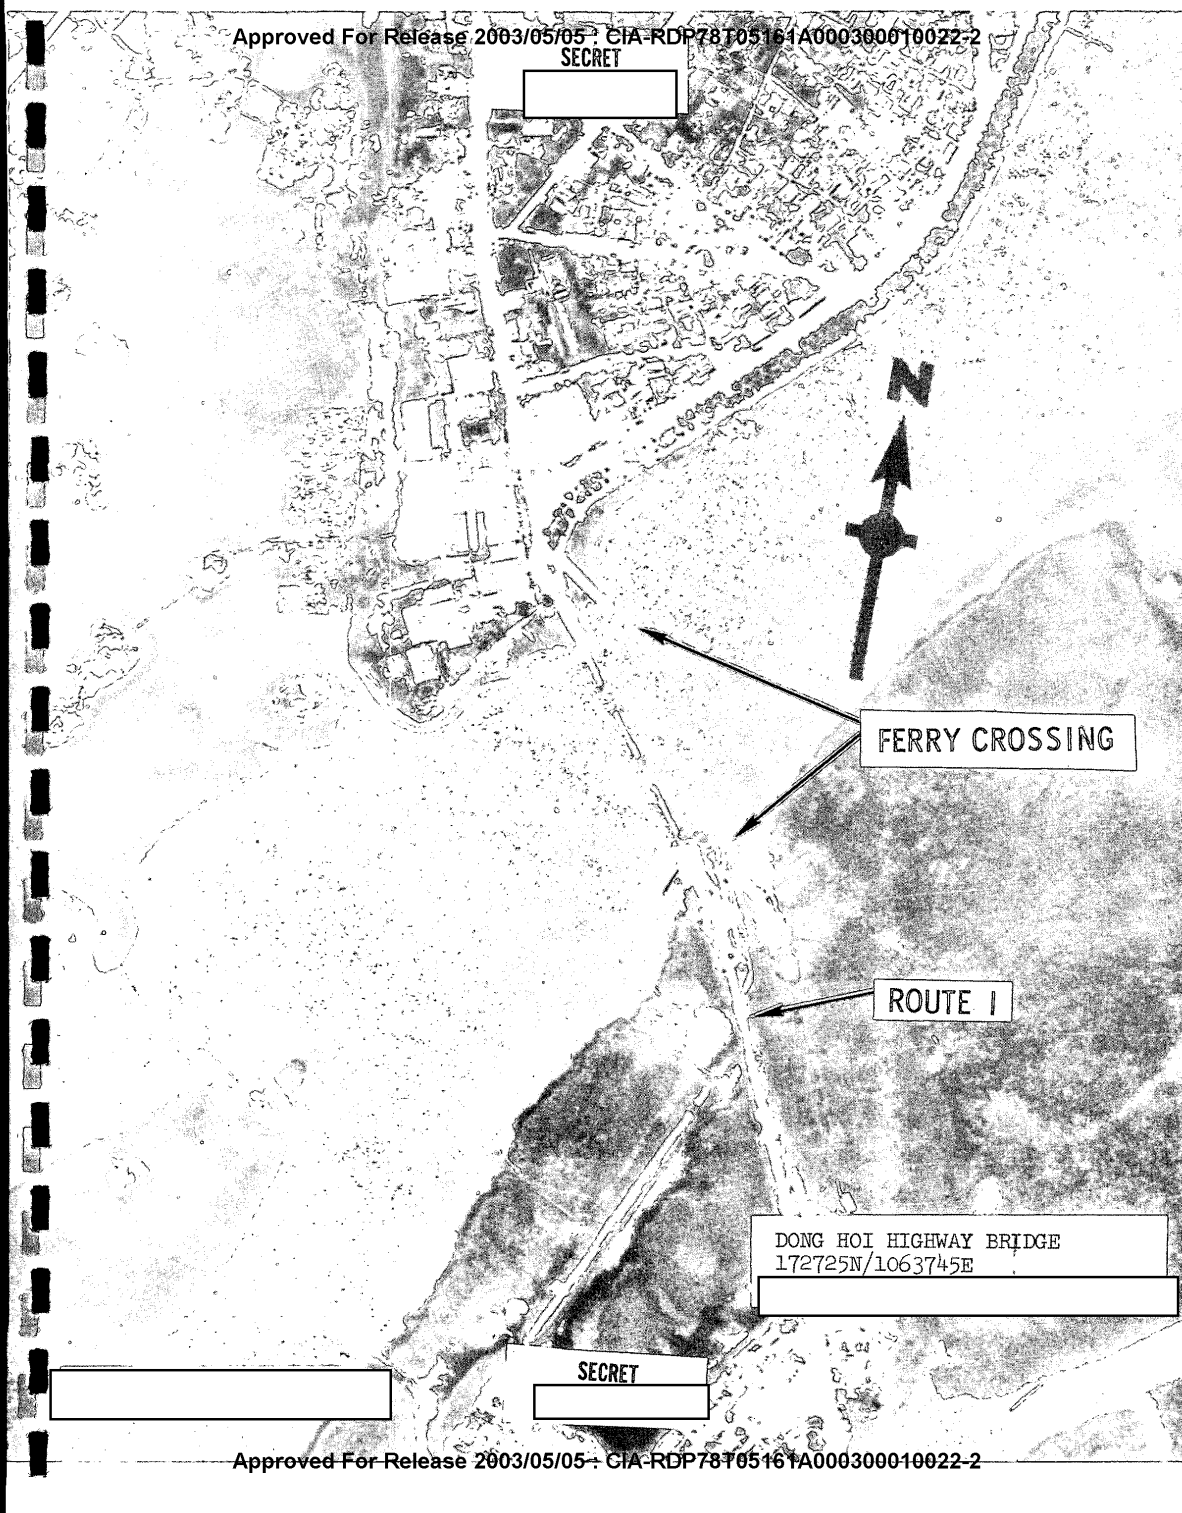 Approved For Release 2003/05/05 : CIA-RDP78T05161A000300010022-2
SECRET
N
FERRY CROSSING
ROUTE 1
DONG HOI HIGHWAY BRIDGE
172725N/1063745E
SECRET
Approved For Release 2003/05/05 : CIA-RDP78T05161A000300010022-2